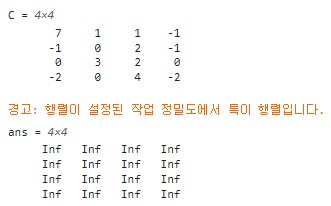 C = 4×4
7 1 1 -1
-1 0 2 -1
0 3 2 0
-2 0 4 -2
경고: 행렬이 설정된 작업 정밀도에서 특이 행렬입니다.
ans = 4×4
Inf Inf Inf Inf
Inf Inf Inf Inf
Inf Inf Inf Inf
Inf Inf Inf Inf